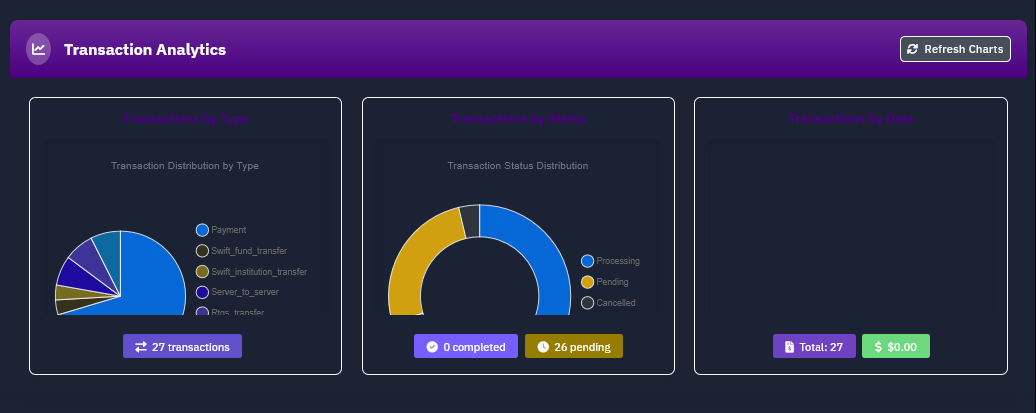 Transaction Analytics
Refresh Charts
Transactions by Type
Transactions by Status
Transactions by Date
Transaction Distribution by Type
Payment
Swift_fund_transfer
Swift_institution_transfer
Server_to_server
Rtgs_transfer
27 transactions
Transaction Status Distribution
Processing
Pending
Cancelled
0 completed
26 pending
Total: 27
$0.00